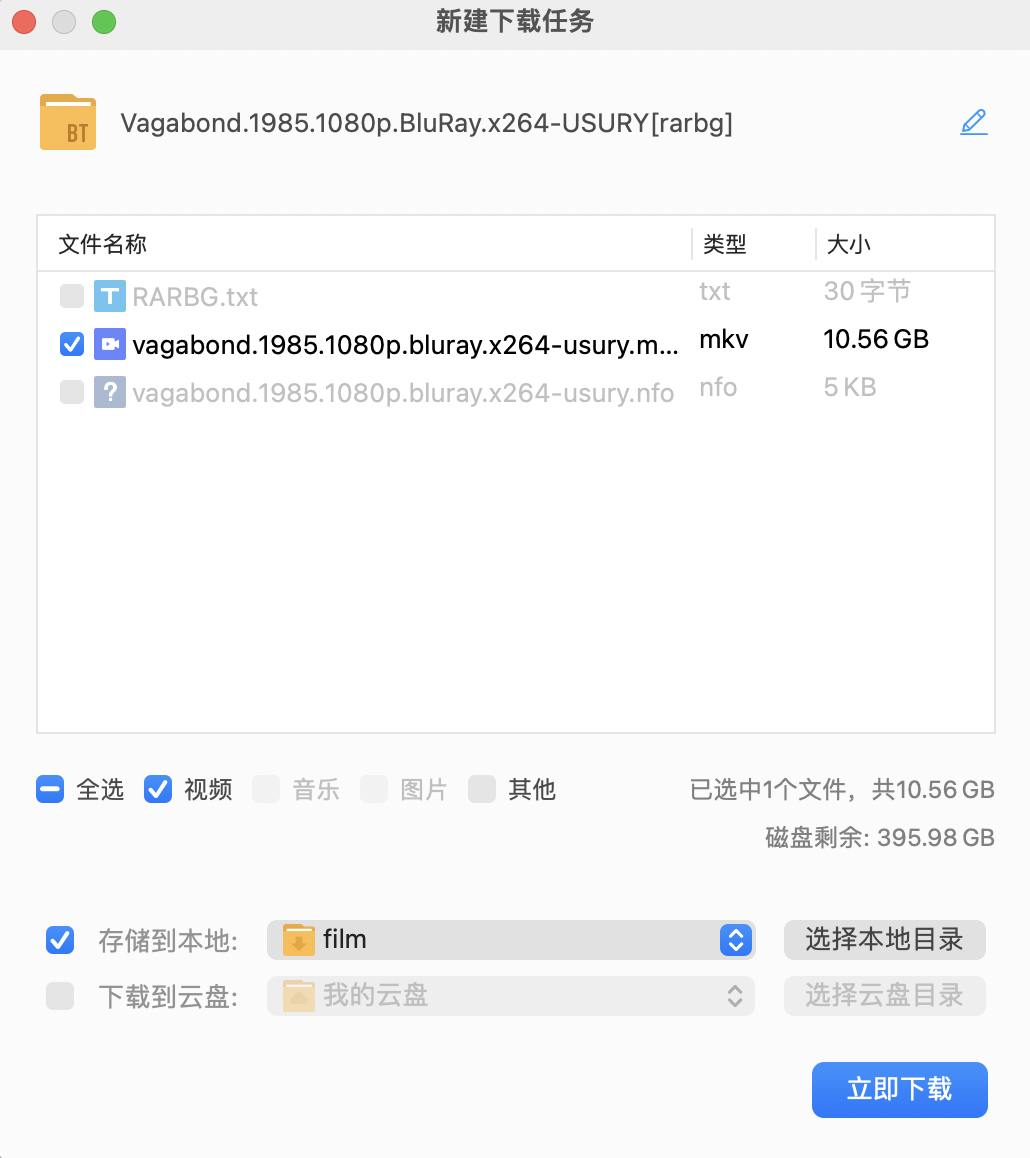 新建下载任务
BT
Vagabond.1985.1080p.BluRay.x264-USURY[rarbg]
文件名称 类型 大小
T RARBG.txt txt 30 字节
vagabond.1985.1080p.bluray.x264-usury.m... mkv 10.56 GB
? vagabond.1985.1080p.bluray.x264-usury.nfo nfo 5 KB
全选 视频 音乐 图片 其他 已选中1个文件，共10.56 GB
磁盘剩余: 395.98 GB
存储到本地: film 选择本地目录
下载到云盘: 我的云盘 选择云盘目录
立即下载